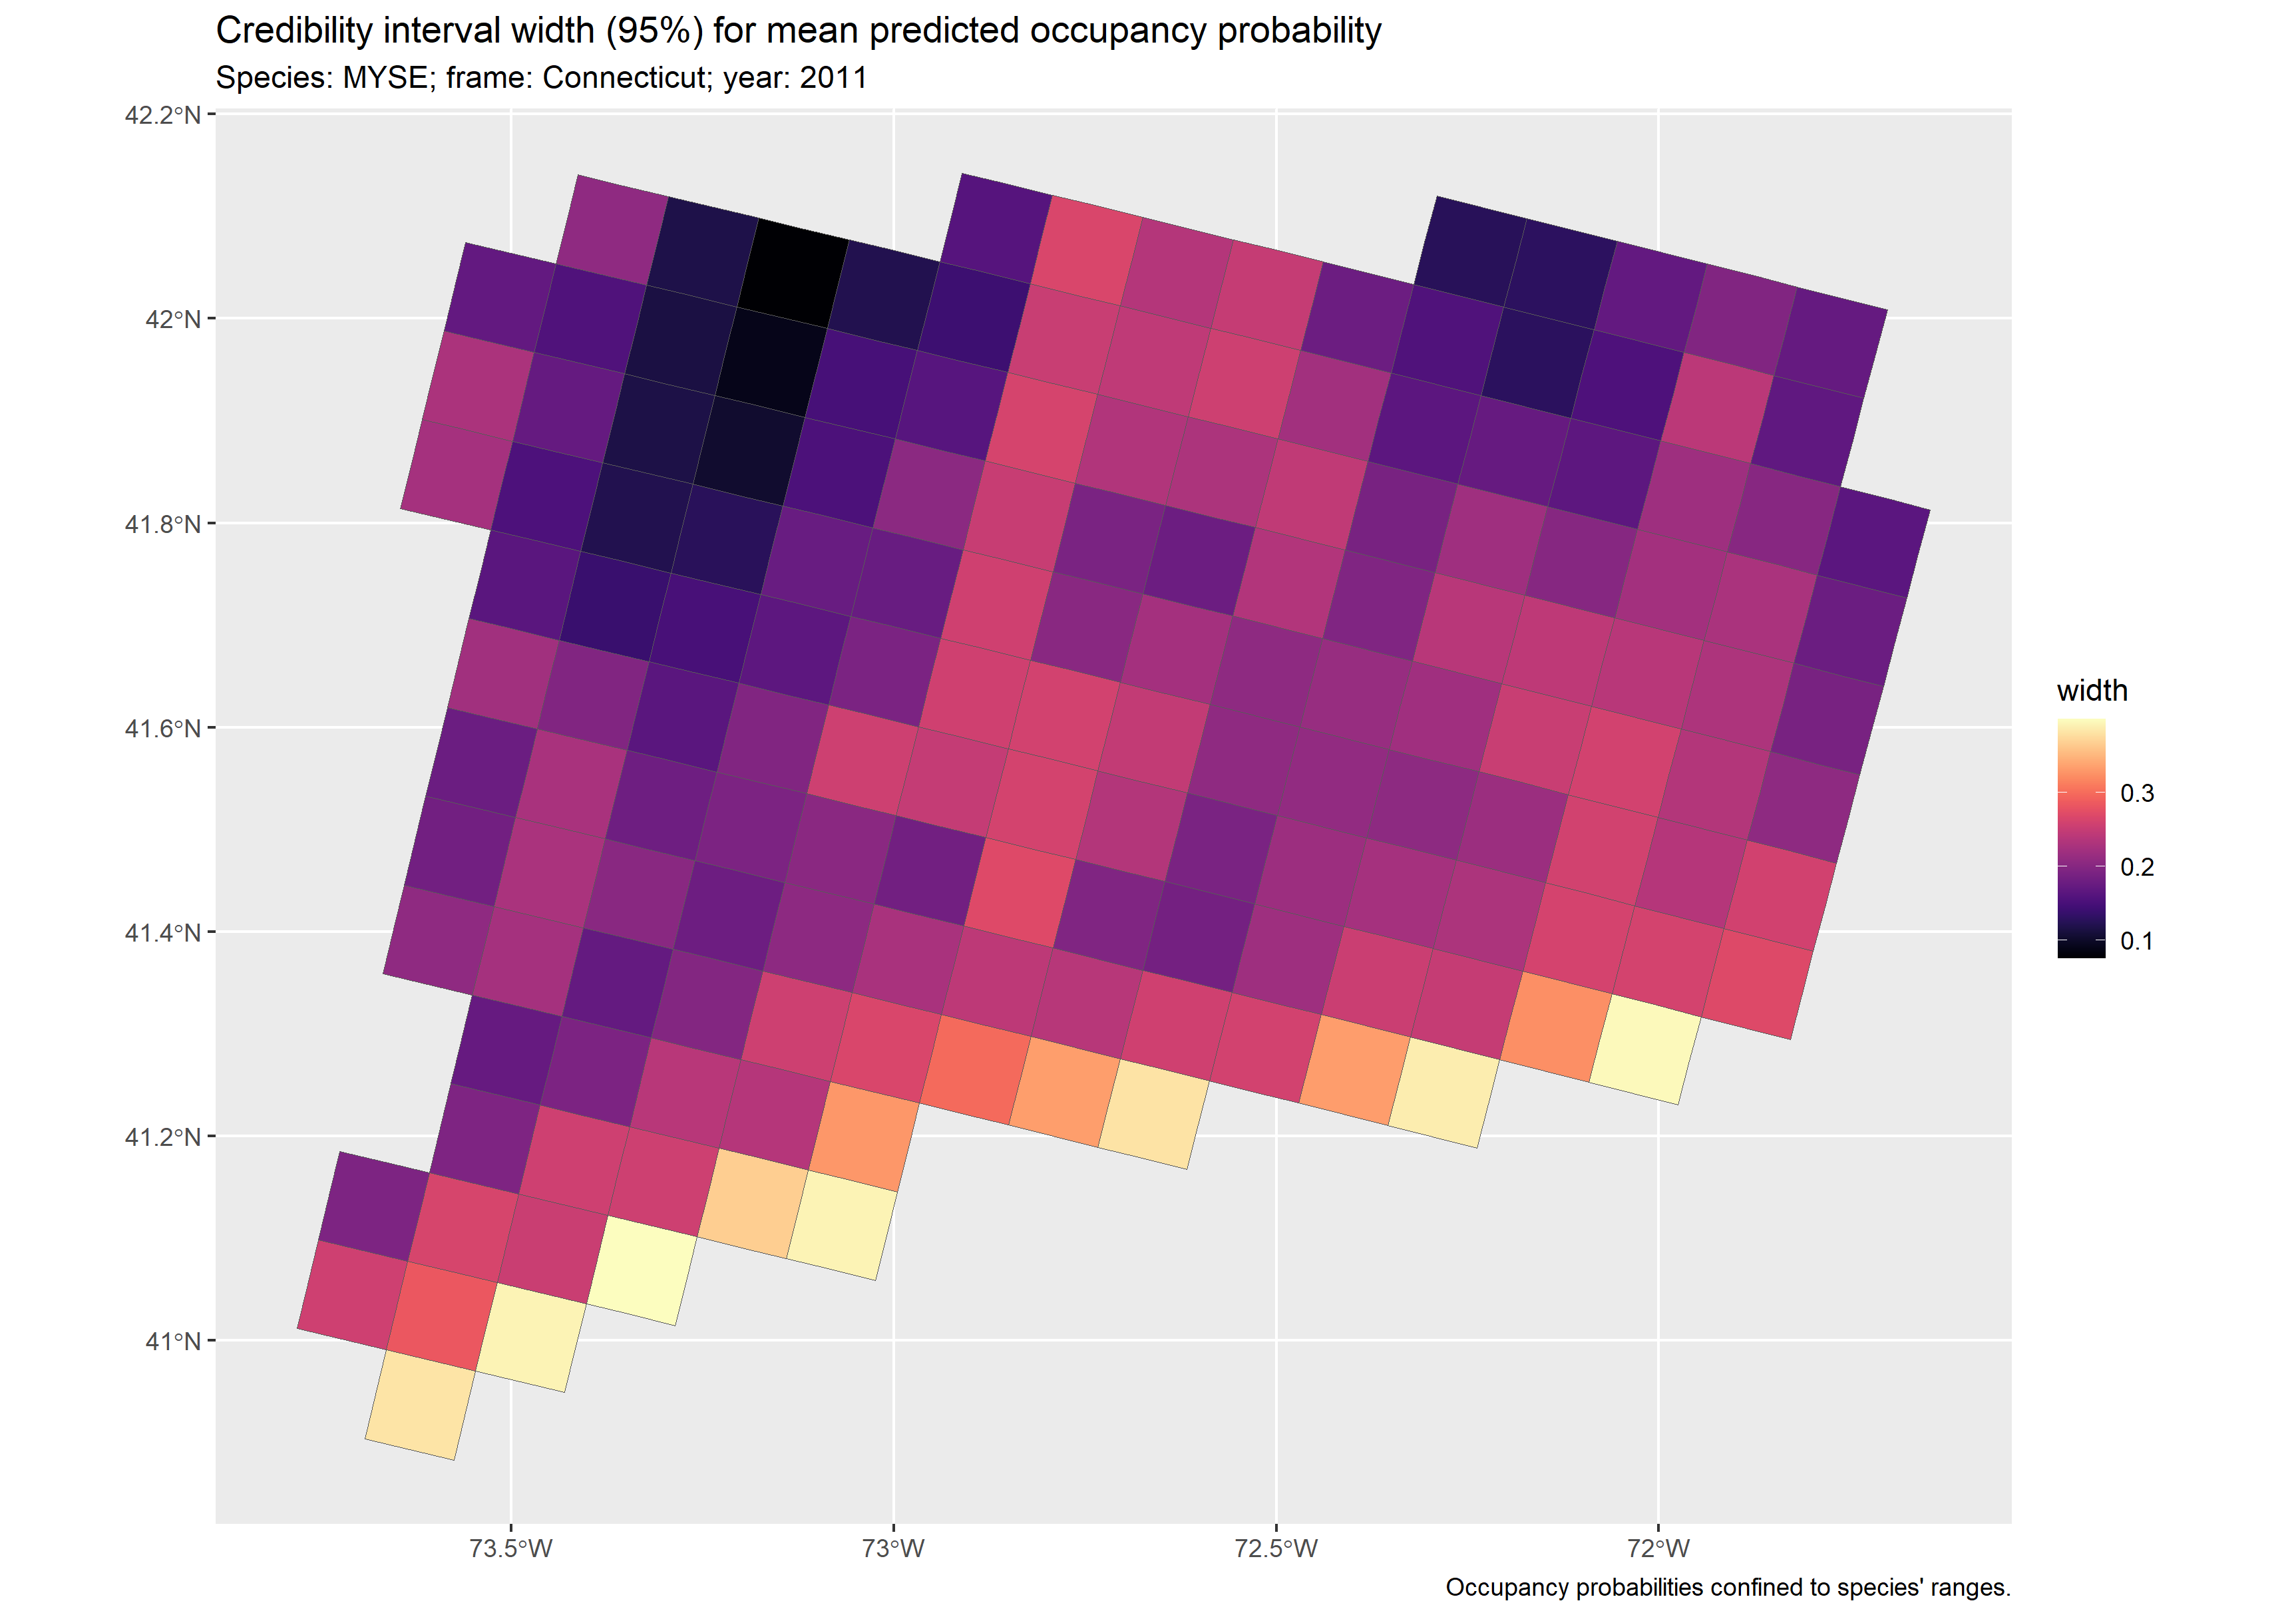 Credibility interval width (95%) for mean predicted occupancy probability
Species: MYSE; frame: Connecticut; year: 2011
42.2°N
42°N
41.8°N
41.6°N
41.4°N
41.2°N
41°N
73.5°W
73°W
72.5°W
72°W
width
0.3
0.2
0.1
Occupancy probabilities confined to species' ranges.